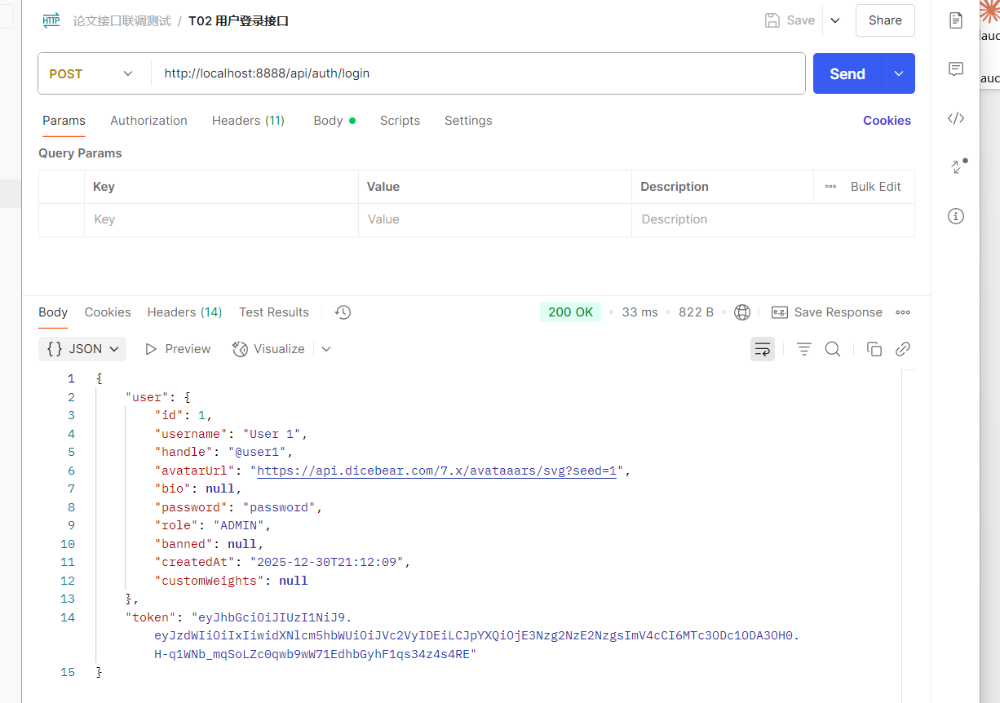 HTTP 论文接口联调测试 / T02 用户登录接口 Save Share
POST http://localhost:8888/api/auth/login Send
Params Authorization Headers (11) Body Scripts Settings Cookies
Query Params
Key Value Description Bulk Edit
Key Value Description
Body Cookies Headers (14) Test Results 200 OK 33 ms 822 B e.g. Save Response
{} JSON Preview Visualize
1 {
2 "user": {
3 "id": 1,
4 "username": "User 1",
5 "handle": "@user1",
6 "avatarUrl": "https://api.dicebear.com/7.x/avataaars/svg?seed=1",
7 "bio": null,
8 "password": "password",
9 "role": "ADMIN",
10 "banned": null,
11 "createdAt": "2025-12-30T21:12:09",
12 "customWeights": null
13 },
14 "token": "eyJhbGciOiJIUzI1NiJ9.
eyJzdWIiOiIxIiwidXNlcm5hbWUiOiJVc2VyIDEiLCJpYXQiOjE3Nzg2NzE2NzgsImV4cCI6MTc3ODc1ODA3OH0.
H-q1WNb_mqSoLZc0qwb9wW71EdhbGyhF1qs34z4s4RE"
15 }